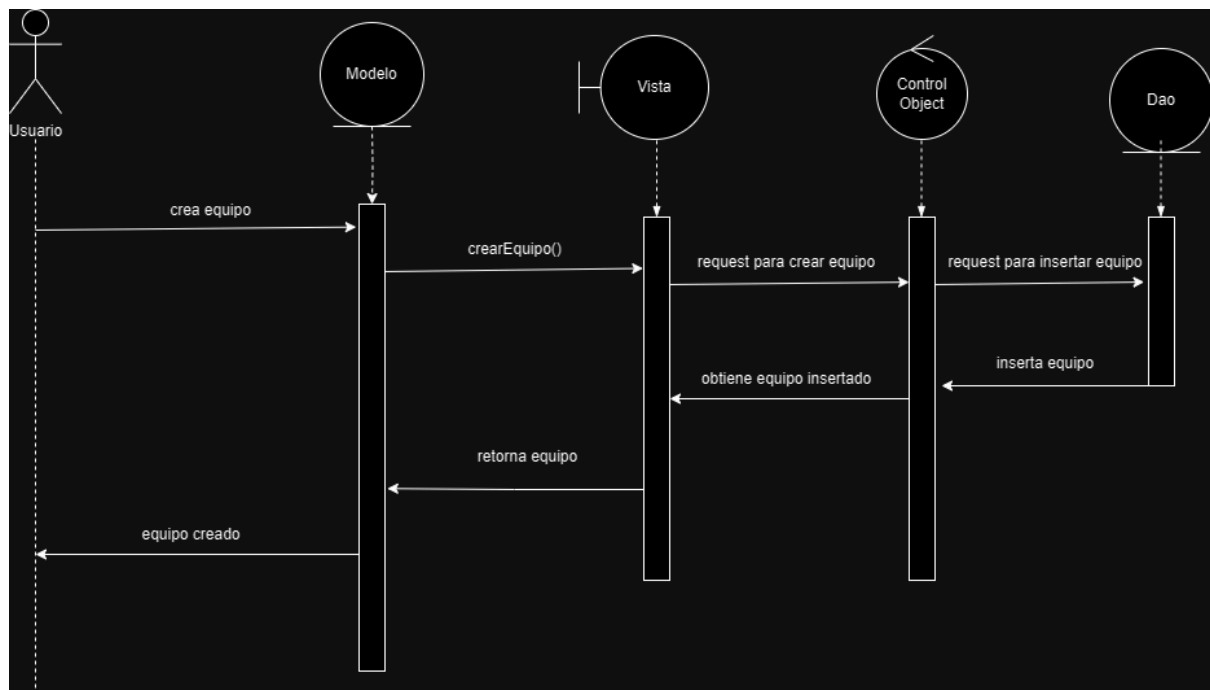 Usuario
Modelo
Vista
Control
Object
Dao
crea equipo
crearEquipo()
request para crear equipo
request para insertar equipo
inserta equipo
obtiene equipo insertado
retorna equipo
equipo creado